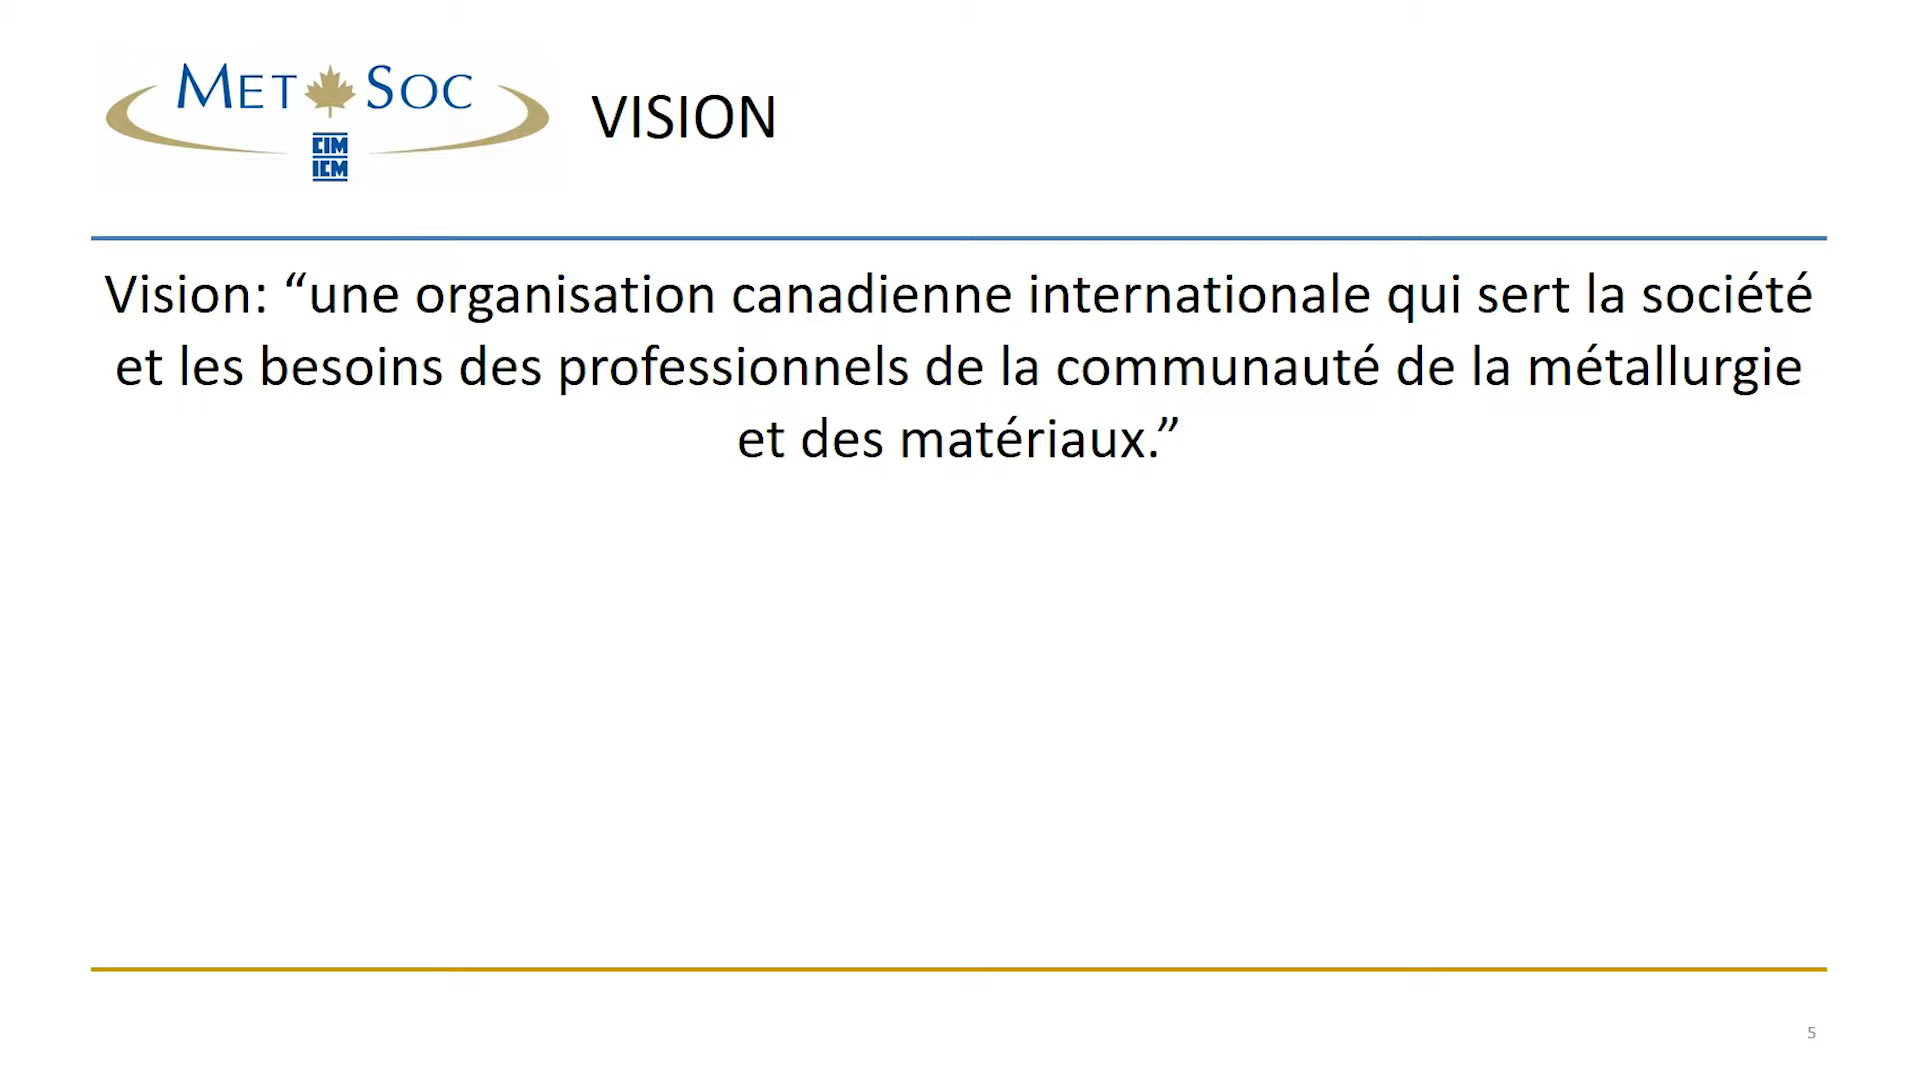 MET SOC
CIM
ICM
VISION
Vision: “une organisation canadienne internationale qui sert la société
et les besoins des professionnels de la communauté de la métallurgie
et des matériaux.”
5